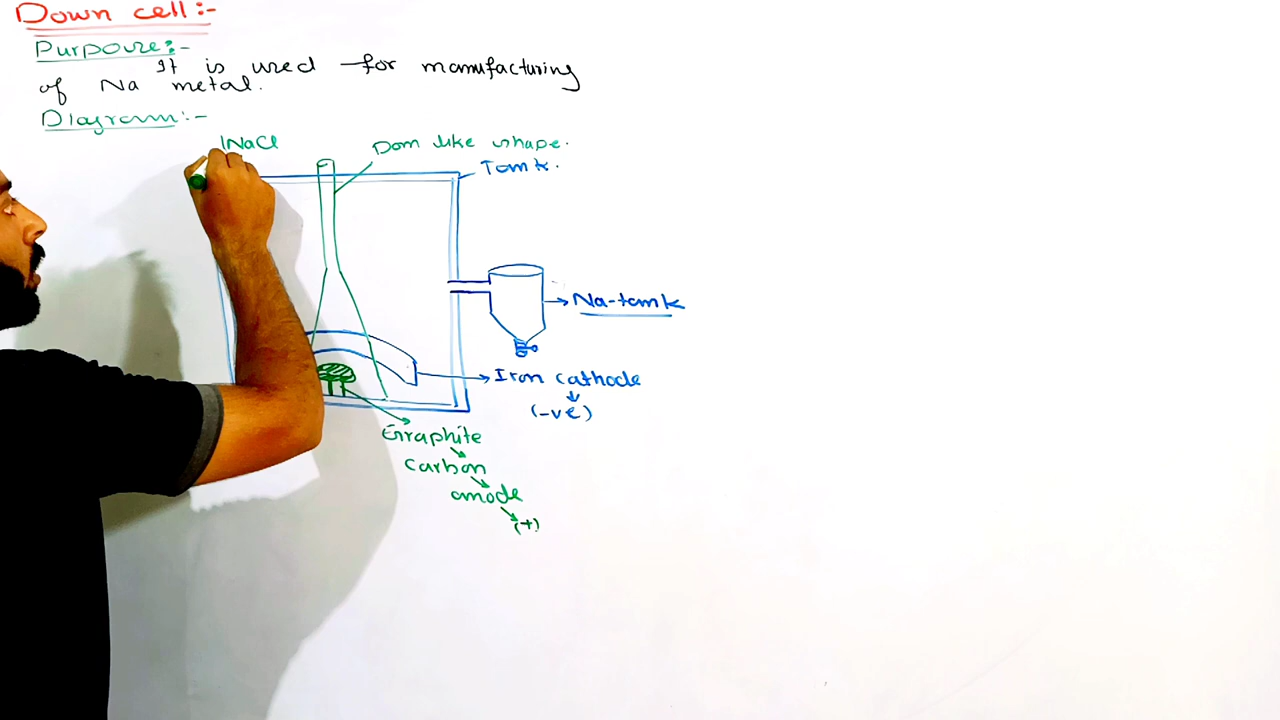 Down cell:-
Purpouse:-
It is used for manufacturing
of Na metal.
Diagram:-
NaCl
Dom like shape.
Tank.
Na-tank
Iron cathode
(-ve)
Graphite
carbon
anode
(+)